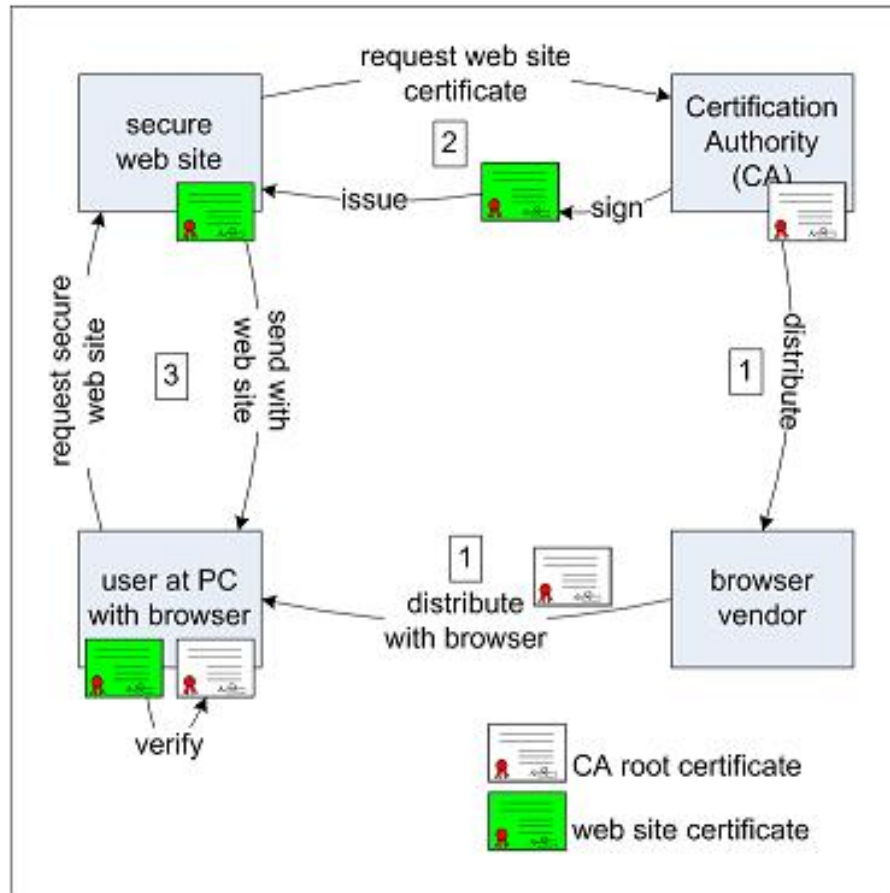 request web site
certificate
secure
web site
Certification
Authority
(CA)
2
issue
sign
request secure
web site
3
send with
web site
1
distribute
user at PC
with browser
1
distribute
with browser
browser
vendor
verify
CA root certificate
web site certificate